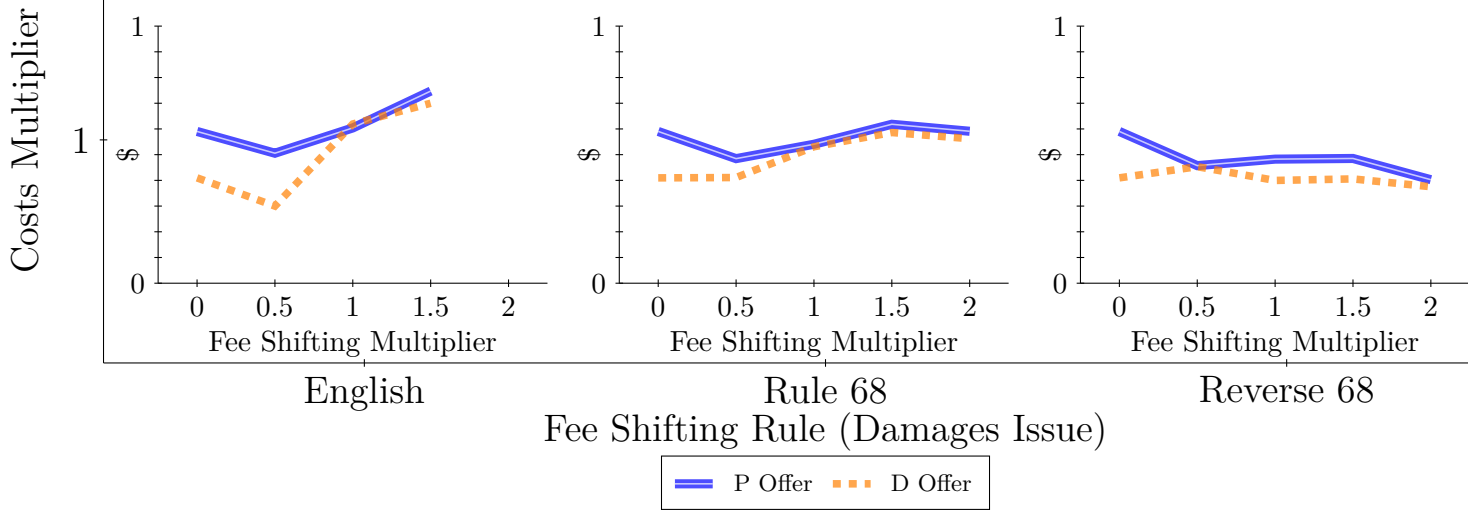 Costs Multiplier
1
1
$
0
0 0.5 1 1.5 2
Fee Shifting Multiplier
English
1
$
0
0 0.5 1 1.5 2
Fee Shifting Multiplier
Rule 68
1
$
0
0 0.5 1 1.5 2
Fee Shifting Multiplier
Reverse 68
Fee Shifting Rule (Damages Issue)
P Offer D Offer